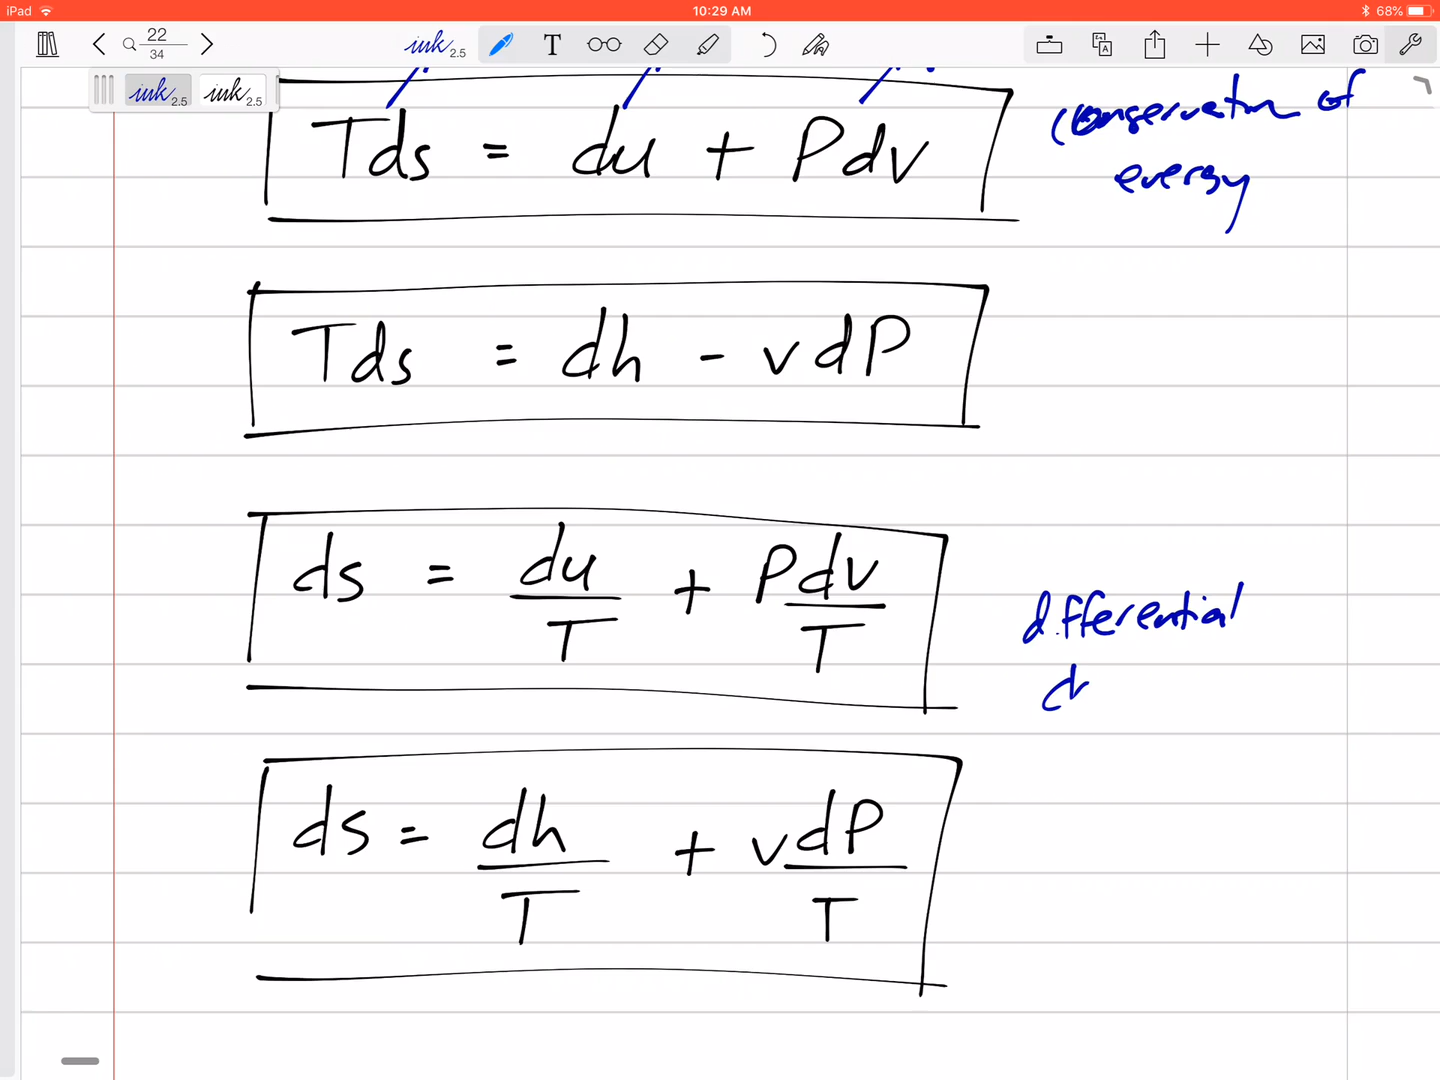 iPad 10:29 AM 68%
22
34
ink 2.5 T
ink 2.5 ink 2.5
Tds = du + Pdv
conservation of
energy
Tds = dh - vdP
ds = du/T + Pdv/T
differential
d
ds = dh/T + vdP/T